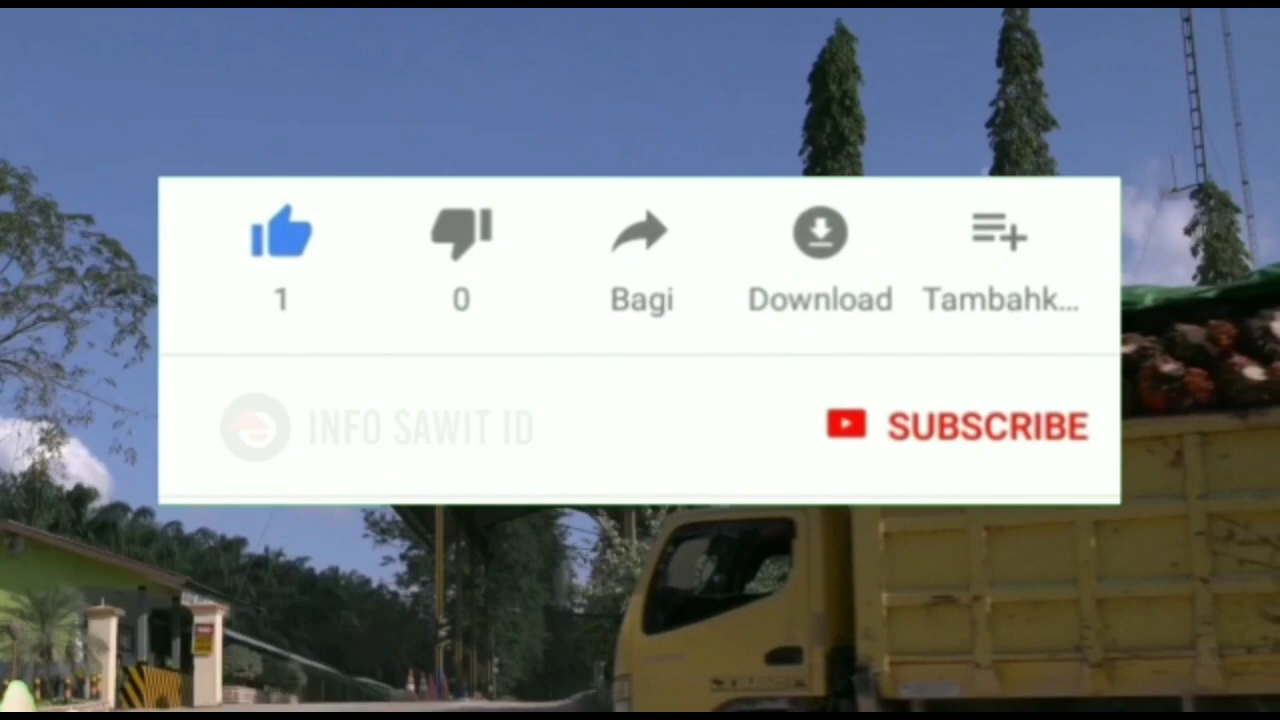 1
0
Bagi
Download
Tambahk...
INFO SAWIT ID
SUBSCRIBE